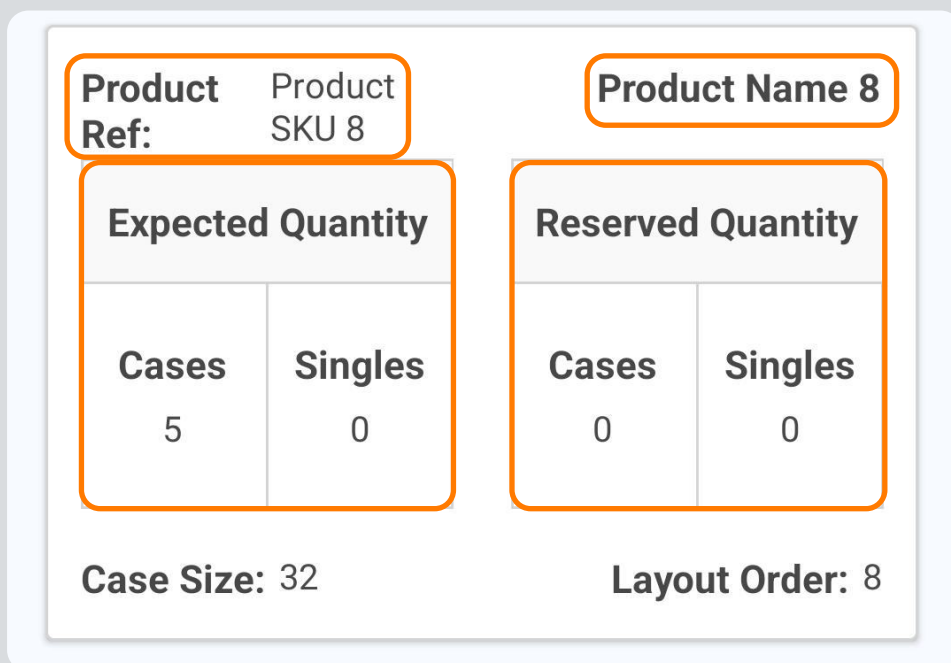 Product Ref: Product SKU 8
Product Name 8
Expected Quantity
Reserved Quantity
Cases Singles Cases Singles
5 0 0 0
Case Size: 32
Layout Order: 8